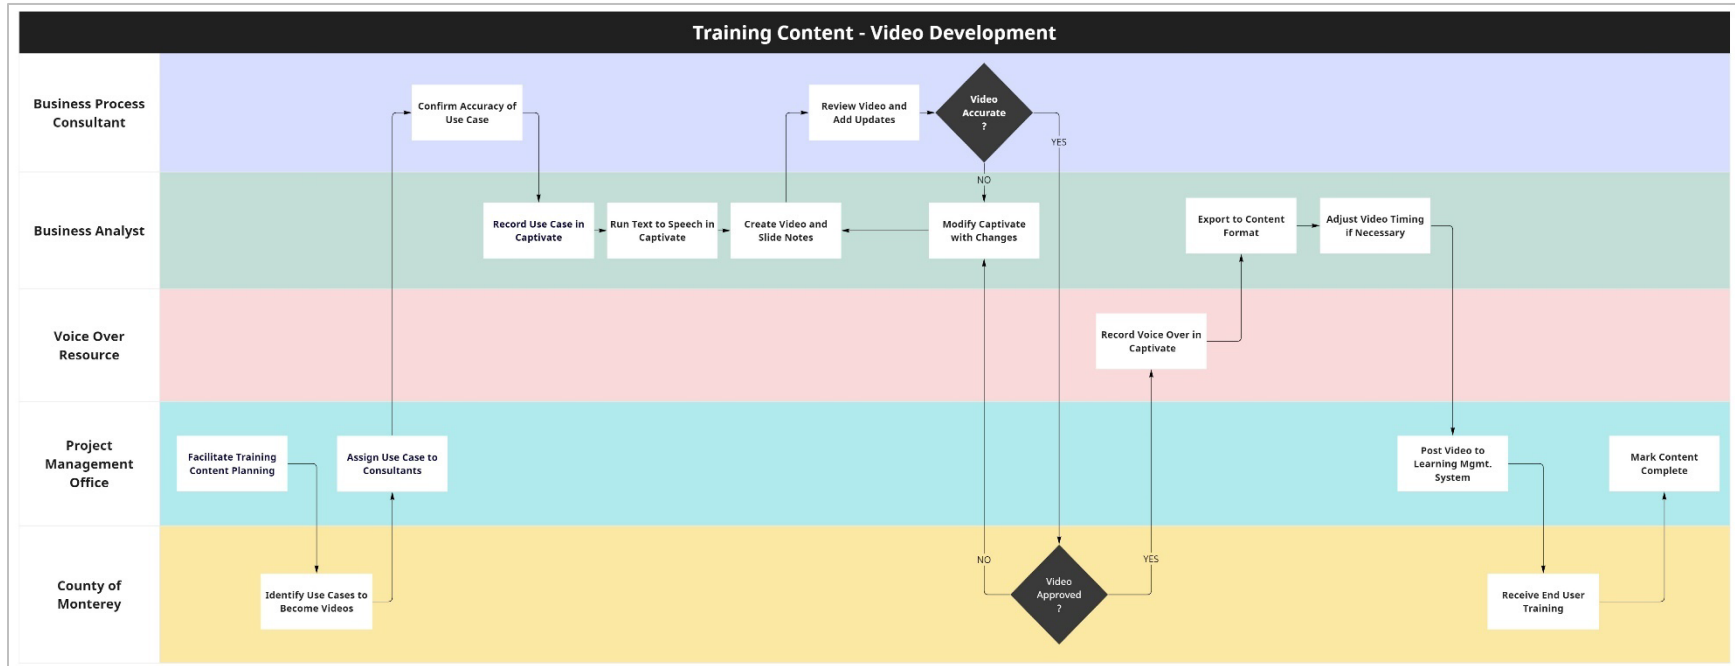 Training Content - Video Development
Business Process
Consultant
Confirm Accuracy of
Use Case
Review Video and
Add Updates
Video
Accurate
?
YES
NO
Business Analyst
Record Use Case in
Captivate
Run Text to Speech in
Captivate
Create Video and
Slide Notes
Modify Captivate
with Changes
Export to Content
Format
Adjust Video Timing
if Necessary
Voice Over
Resource
Record Voice Over in
Captivate
Project
Management
Office
Facilitate Training
Content Planning
Assign Use Case to
Consultants
Post Video to
Learning Mgmt.
System
Mark Content
Complete
County of
Monterey
Identify Use Cases to
Become Videos
NO
Video
Approved
?
YES
Receive End User
Training